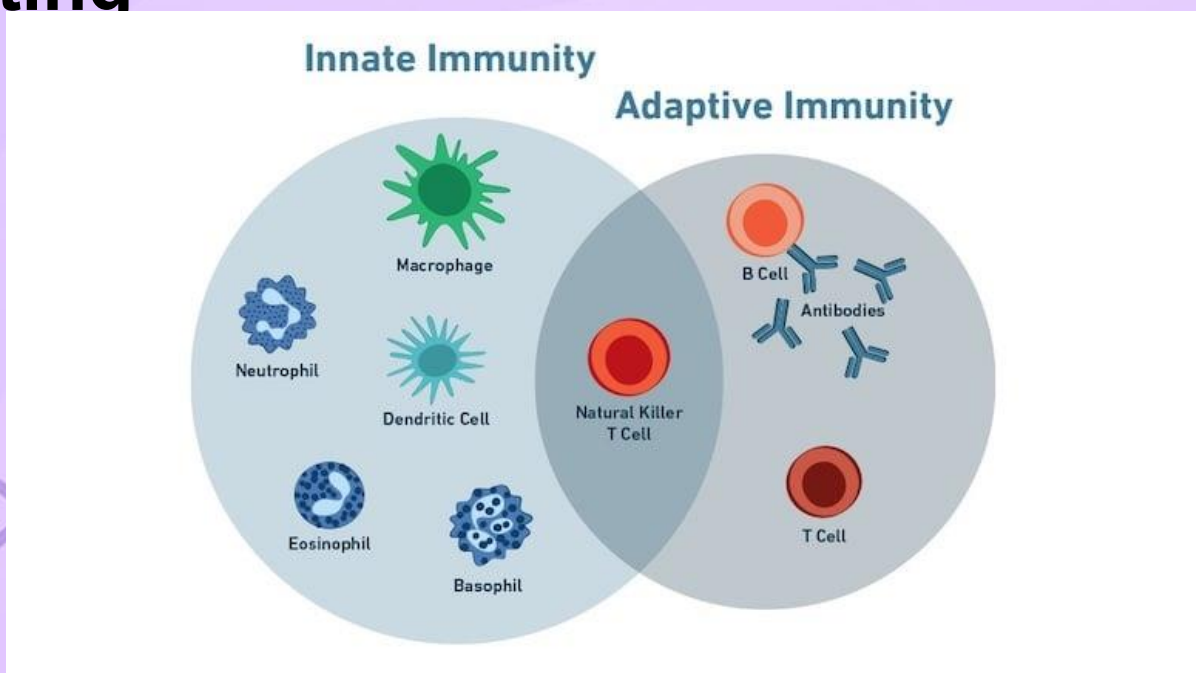 Innate Immunity
Adaptive Immunity
Macrophage
B Cell
Antibodies
Neutrophil
Dendritic Cell
Natural Killer
T Cell
Eosinophil
T Cell
Basophil